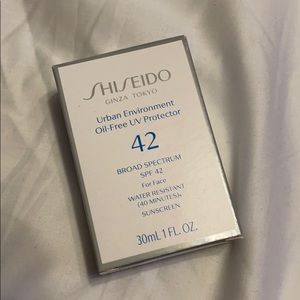 SHISEIDO
GINZA TOKYO
Urban Environment
Oil-Free UV Protector
42
BROAD SPECTRUM
SPF 42
For Face
WATER RESISTANT
(40 MINUTES)
SUNSCREEN
30mL 1 FL. OZ.